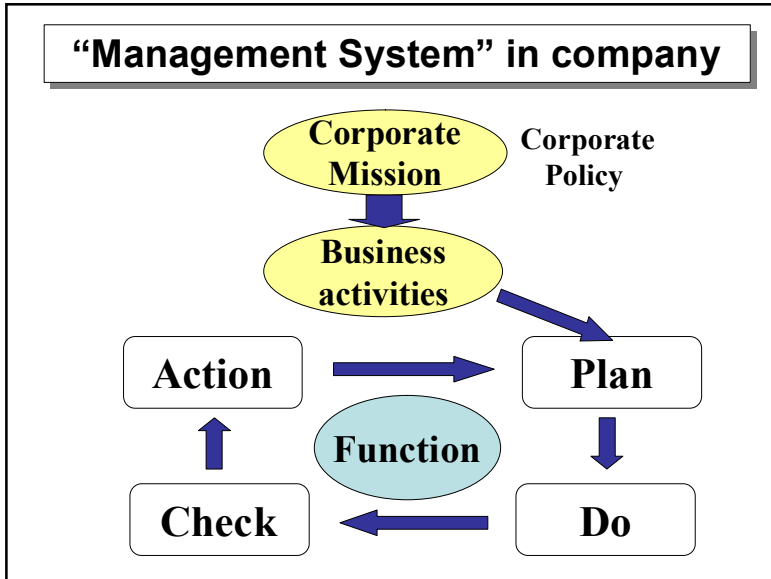 “Management System” in company
Corporate
Mission
Corporate
Policy
Business
activities
Action
Plan
Function
Check
Do